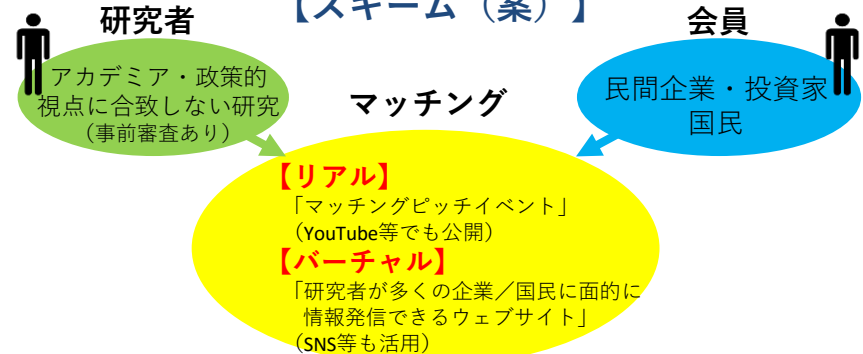 【スキーム（案）】
研究者
アカデミア・政策的
視点に合致しない研究
（事前審査あり）
会員
民間企業・投資家
国民
マッチング
【リアル】
「マッチングピッチイベント」
（YouTube等でも公開）
【バーチャル】
「研究者が多くの企業／国民に面的に
情報発信できるウェブサイト」
（SNS等も活用）